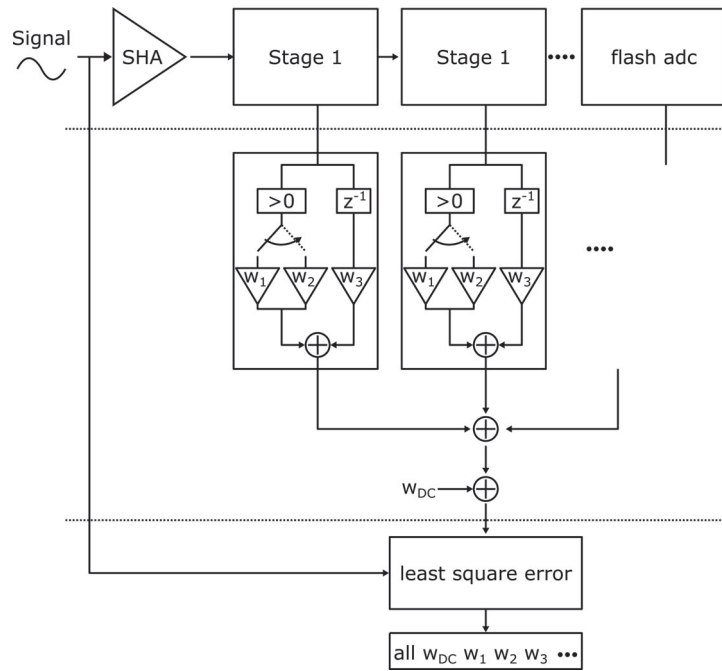 Signal
SHA
Stage 1
Stage 1
••••
flash adc
>0
z⁻¹
>0
z⁻¹
••••
w₁
w₂
w₃
w₁
w₂
w₃
w_DC
least square error
all w_DC w₁ w₂ w₃ •••